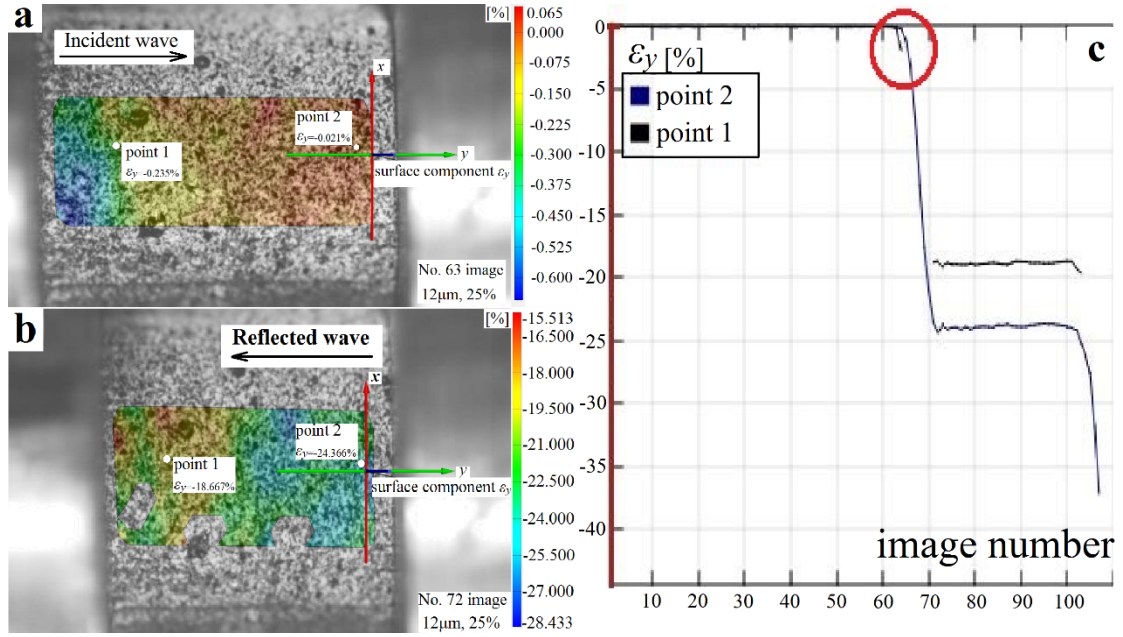 a
Incident wave
x
point 2
εy=-0.021%
point 1
εy=-0.235%
y
surface component εy
No. 63 image
12μm, 25%
[%]
0.065
0.000
-0.075
-0.150
-0.225
-0.300
-0.375
-0.450
-0.525
-0.600
b
Reflected wave
x
point 2
εy=-24.366%
point 1
εy=-18.667%
y
surface component εy
No. 72 image
12μm, 25%
[%]
-15.513
-16.500
-18.000
-19.500
-21.000
-22.500
-24.000
-25.500
-27.000
-28.433
c
εy [%]
point 2
point 1
0
-5
-10
-15
-20
-25
-30
-35
-40
image number
10 20 30 40 50 60 70 80 90 100